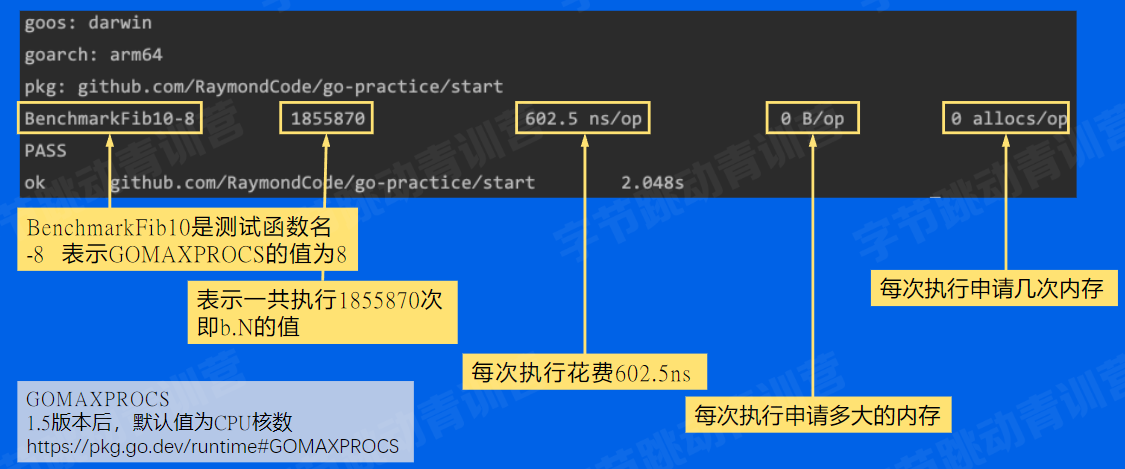 goos: darwin
goarch: arm64
pkg: github.com/RaymondCode/go-practice/start
BenchmarkFib10-8 1855870 602.5 ns/op 0 B/op 0 allocs/op
PASS
ok github.com/RaymondCode/go-practice/start 2.048s
BenchmarkFib10是测试函数名
-8 表示GOMAXPROCS的值为8
表示一共执行1855870次
即b.N的值
每次执行花费602.5ns
每次执行申请多大的内存
每次执行申请几次内存
GOMAXPROCS
1.5版本后，默认值为CPU核数
https://pkg.go.dev/runtime#GOMAXPROCS
字节跳动青训营